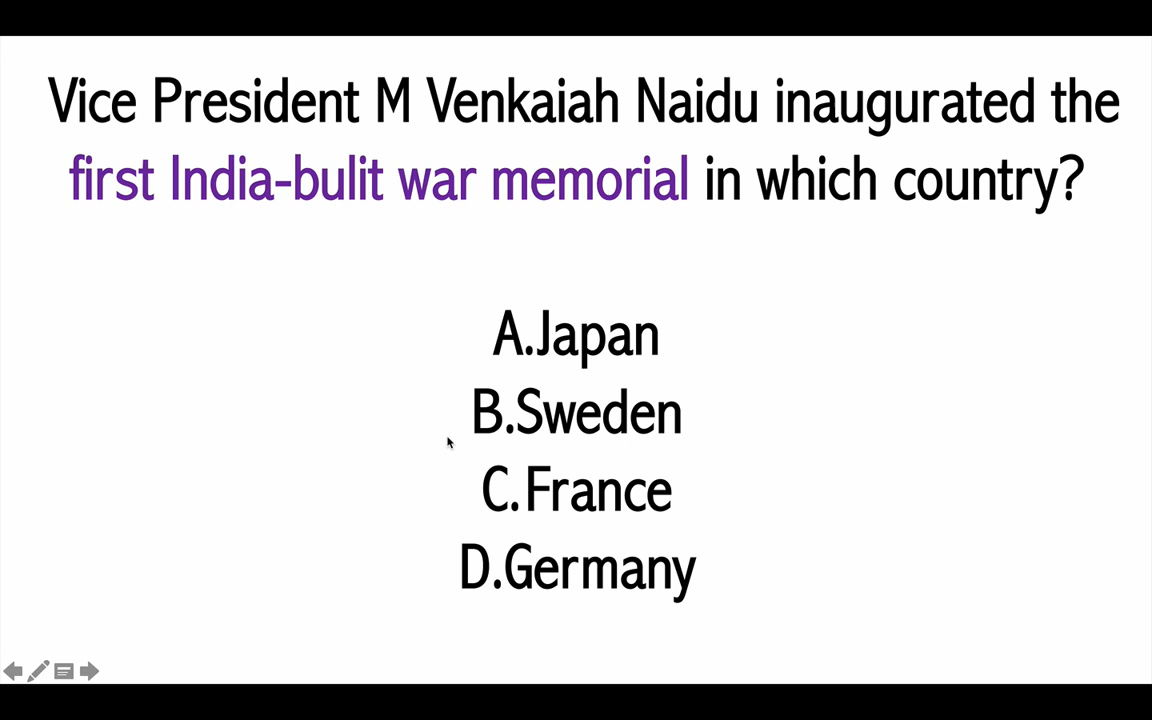 Vice President M Venkaiah Naidu inaugurated the
first India-bulit war memorial in which country?
A.Japan
B.Sweden
C.France
D.Germany